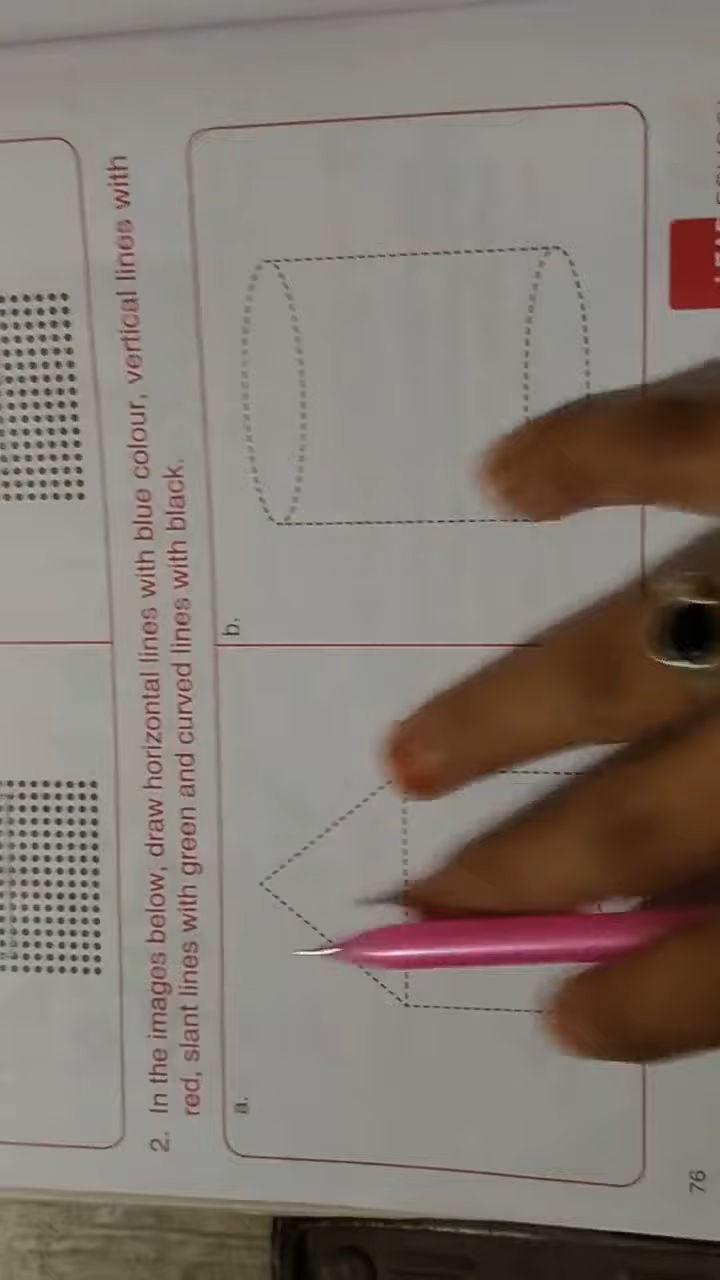 2. In the images below, draw horizontal lines with blue colour, vertical lines with
red, slant lines with green and curved lines with black.
a.
b.
76